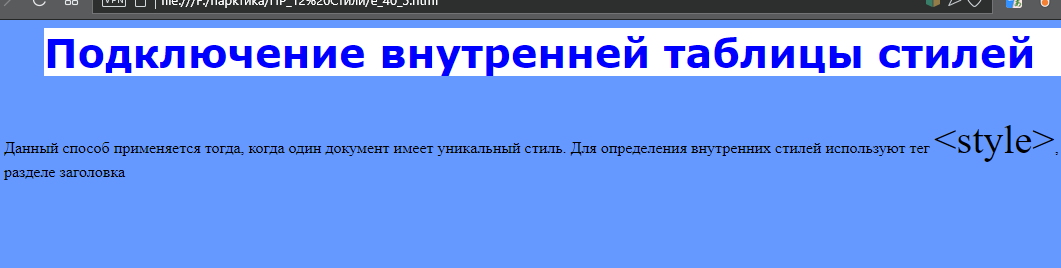 VPN
file:///F:/парктика/ПР_12%20Стили/e_40_3.html
Подключение внутренней таблицы стилей
Данный способ применяется тогда, когда один документ имеет уникальный стиль. Для определения внутренних стилей используют тег <style>,
разделе заголовка